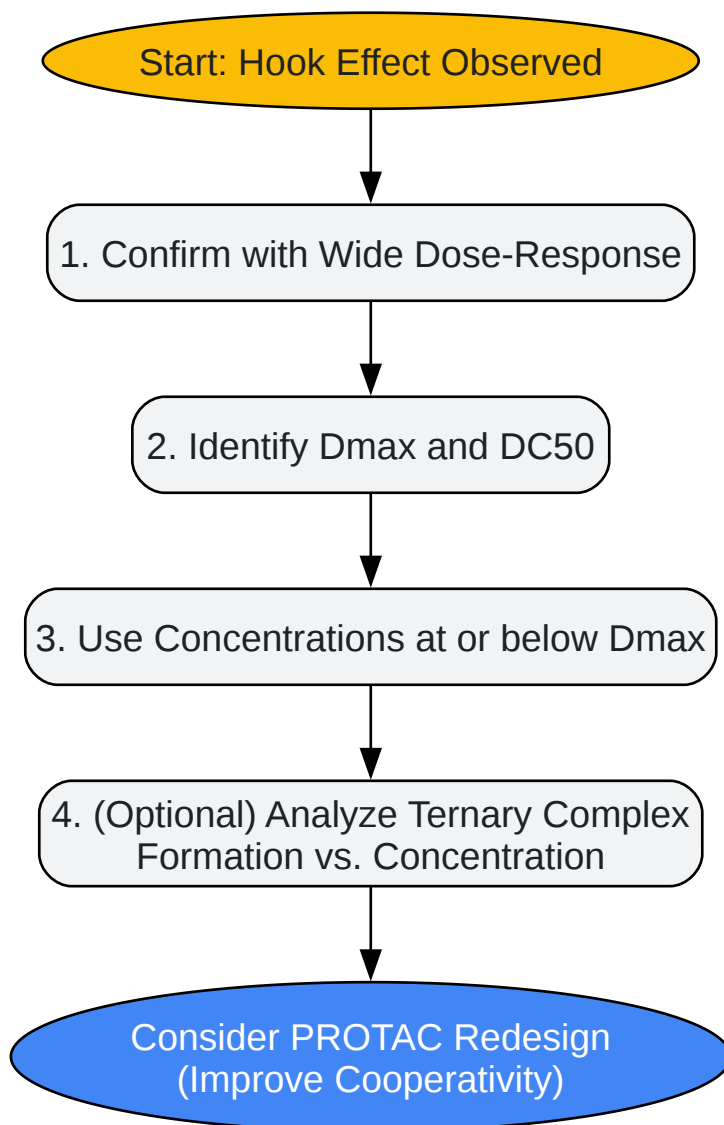 Start: Hook Effect Observed
1. Confirm with Wide Dose-Response
2. Identify Dmax and DC50
3. Use Concentrations at or below Dmax
4. (Optional) Analyze Ternary Complex
Formation vs. Concentration
Consider PROTAC Redesign
(Improve Cooperativity)